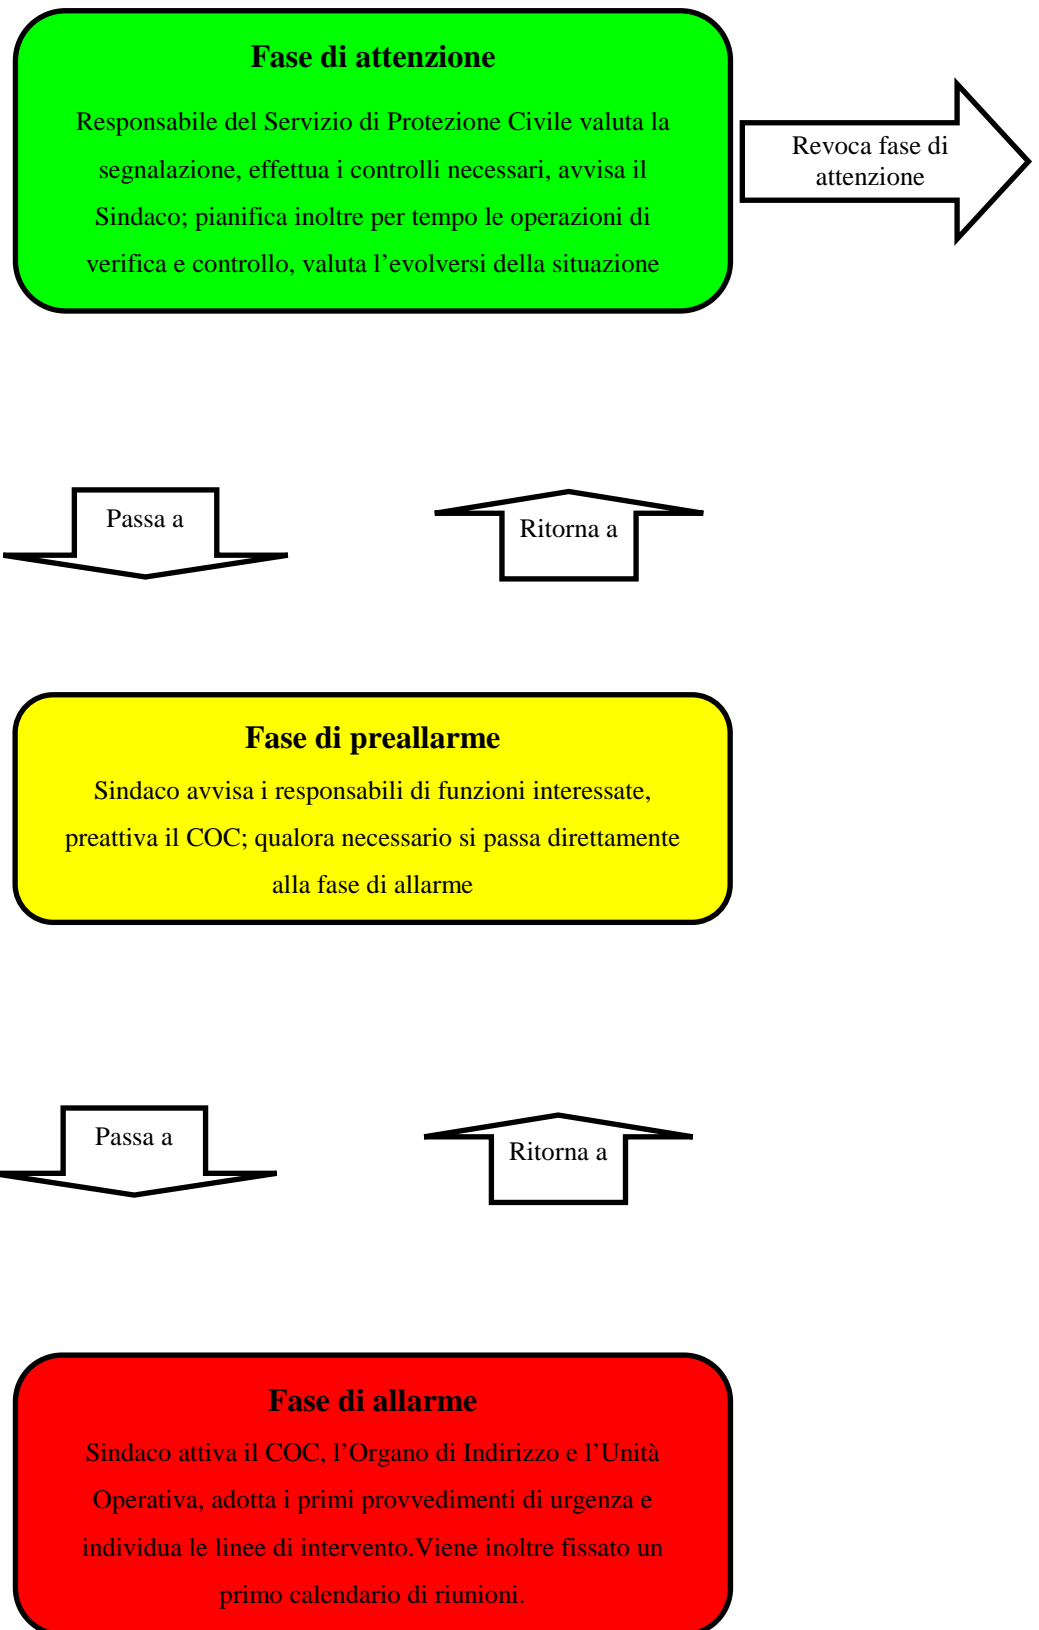 Fase di attenzione
Responsabile del Servizio di Protezione Civile valuta la
segnalazione, effettua i controlli necessari, avvisa il
Sindaco; pianifica inoltre per tempo le operazioni di
verifica e controllo, valuta l’evolversi della situazione
Revoca fase di
attenzione
Passa a
Ritorna a
Fase di preallarme
Sindaco avvisa i responsabili di funzioni interessate,
preattiva il COC; qualora necessario si passa direttamente
alla fase di allarme
Passa a
Ritorna a
Fase di allarme
Sindaco attiva il COC, l’Organo di Indirizzo e l’Unità
Operativa, adotta i primi provvedimenti di urgenza e
individua le linee di intervento.Viene inoltre fissato un
primo calendario di riunioni.